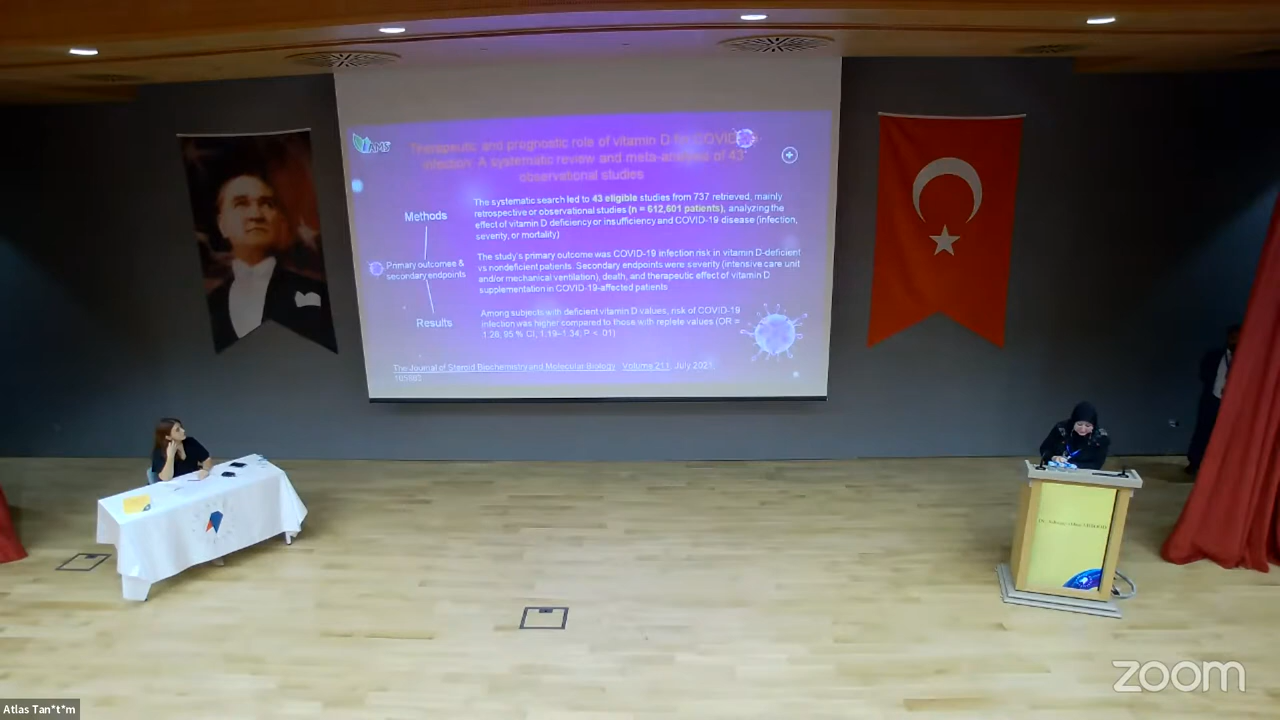 IAMS
Therapeutic and prognostic role of vitamin D for COVID-
infection: A systematic review and meta-analysis of 43
observational studies
Methods
The systematic search led to 43 eligible studies from 737 retrieved, mainly
retrospective or observational studies (n = 612,601 patients), analyzing the
effect of vitamin D deficiency or insufficiency and COVID-19 disease (infection,
severity, or mortality)
Primary outcomes &
secondary endpoints
The study's primary outcome was COVID-19 infection risk in vitamin D-deficient
vs nondeficient patients. Secondary endpoints were severity (intensive care unit
and/or mechanical ventilation), death, and therapeutic effect of vitamin D
supplementation in COVID-19-affected patients
Results
Among subjects with deficient vitamin D values, risk of COVID-19
infection was higher compared to those with replete values (OR =
1.26; 95 % CI, 1.19–1.34; P < .01)
The Journal of Steroid Biochemistry and Molecular Biology Volume 211, July 2021,
zoom
Atlas Tan*t*m